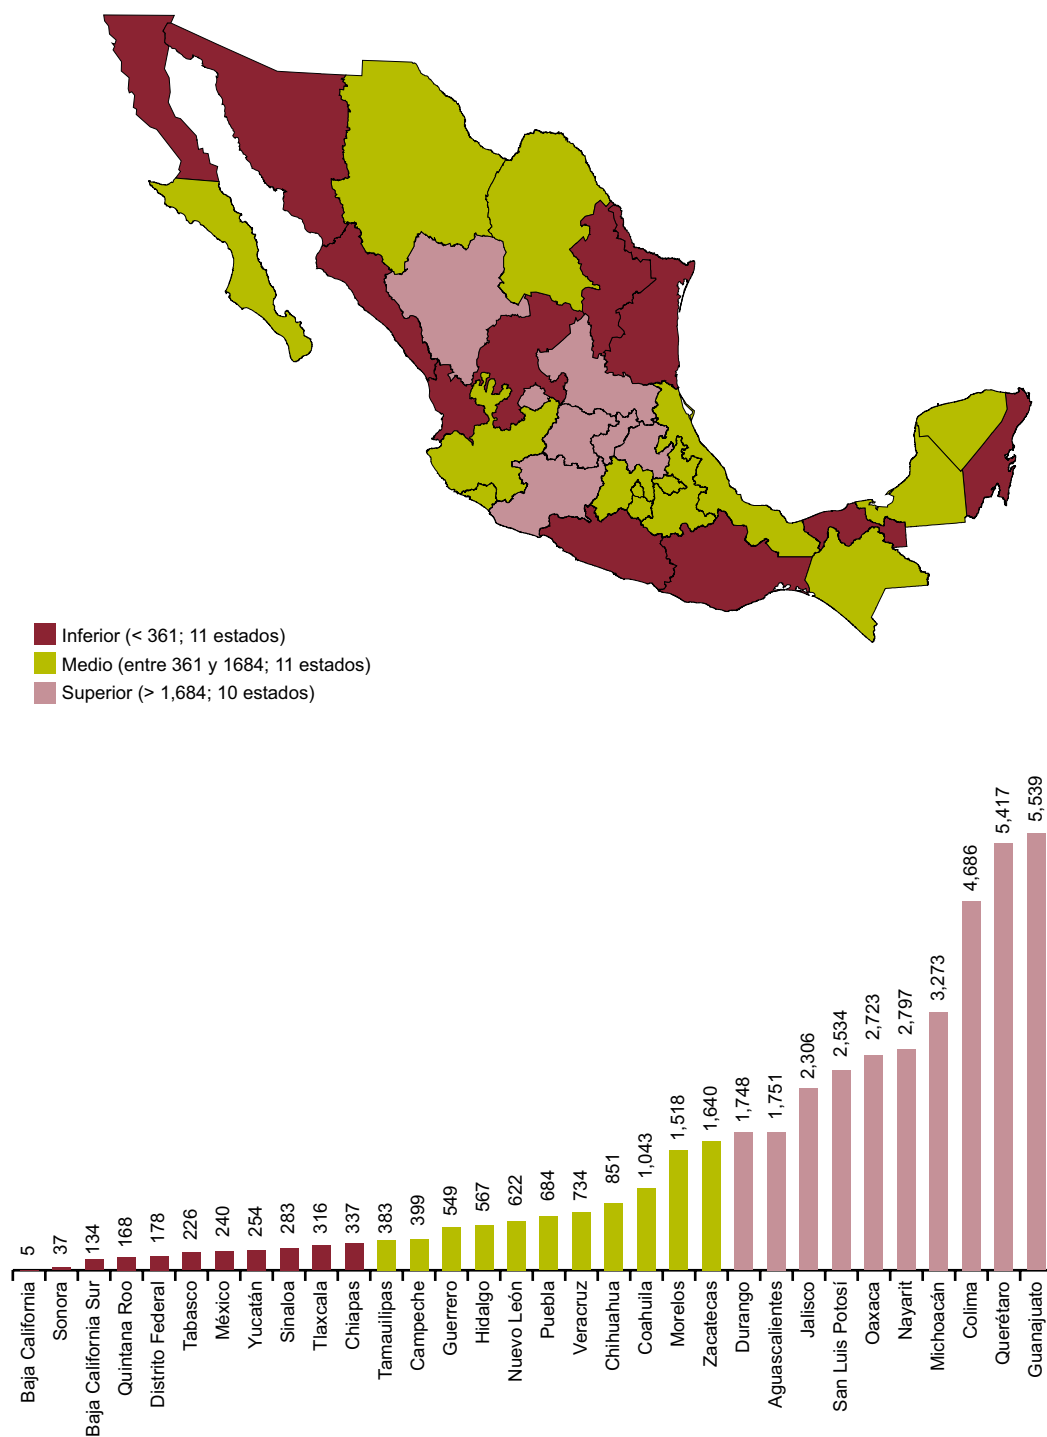 Inferior (< 361; 11 estados)
Medio (entre 361 y 1684; 11 estados)
Superior (> 1,684; 10 estados)
5
37
134
168
178
226
240
254
283
316
337
383
399
549
567
622
684
734
851
1,043
1,518
1,640
1,748
1,751
2,306
2,534
2,723
2,797
3,273
4,686
5,417
5,539
Baja California
Sonora
Baja California Sur
Quintana Roo
Distrito Federal
Tabasco
México
Yucatán
Sinaloa
Tlaxcala
Chiapas
Tamaulipas
Campeche
Guerrero
Hidalgo
Nuevo León
Puebla
Veracruz
Chihuahua
Coahuila
Morelos
Zacatecas
Durango
Aguascalientes
Jalisco
San Luis Potosí
Oaxaca
Nayarit
Michoacán
Colima
Querétaro
Guanajuato